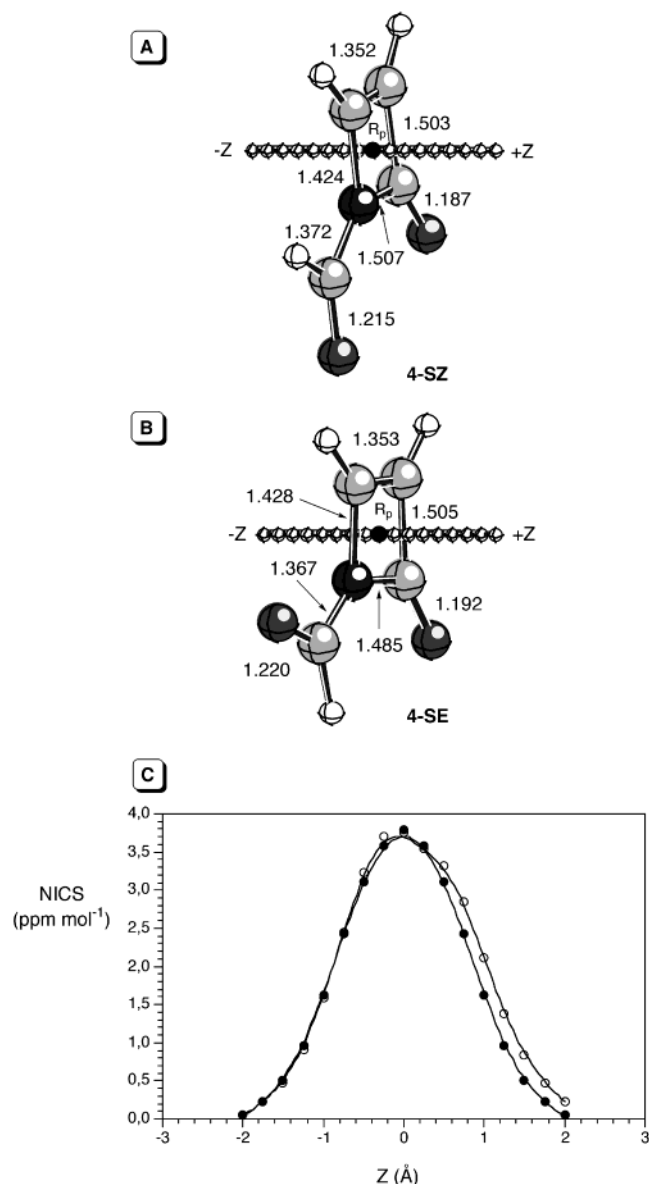 A
1.352
1.503
Rp
-Z
+Z
1.424
1.187
1.372
1.507
1.215
4-SZ
B
1.353
1.428
1.505
Rp
-Z
+Z
1.367
1.192
1.485
1.220
4-SE
C
4,0
3,5
3,0
NICS
2,5
(ppm mol-1)
2,0
1,5
1,0
0,5
0,0
-3 -2 -1 0 1 2 3
Z (Å)